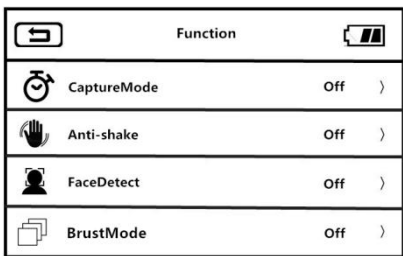 Function
CaptureMode Off
Anti-shake Off
FaceDetect Off
BrustMode Off